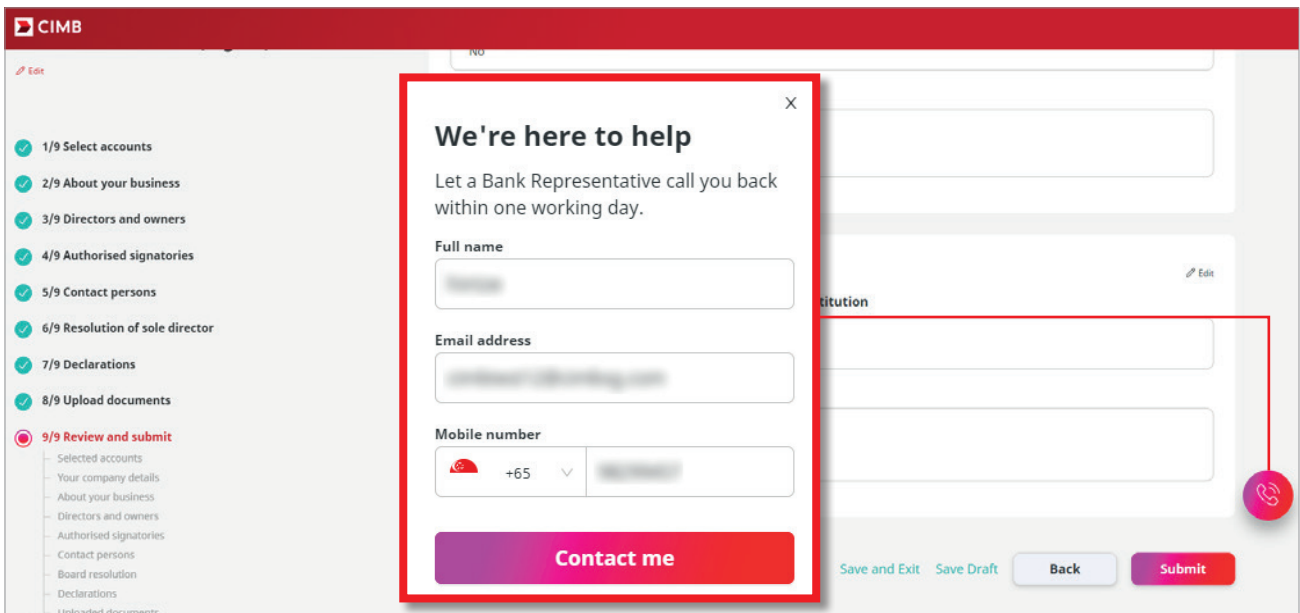 CIMB
Edit
1/9 Select accounts
2/9 About your business
3/9 Directors and owners
4/9 Authorised signatories
5/9 Contact persons
6/9 Resolution of sole director
7/9 Declarations
8/9 Upload documents
9/9 Review and submit
Selected accounts
Your company details
About your business
Directors and owners
Authorised signatories
Contact persons
Board resolution
Declarations
Uploaded documents
No
X
We're here to help
Let a Bank Representative call you back
within one working day.
Full name
Email address
Mobile number
+65
Contact me
Edit
titution
Save and Exit Save Draft Back Submit